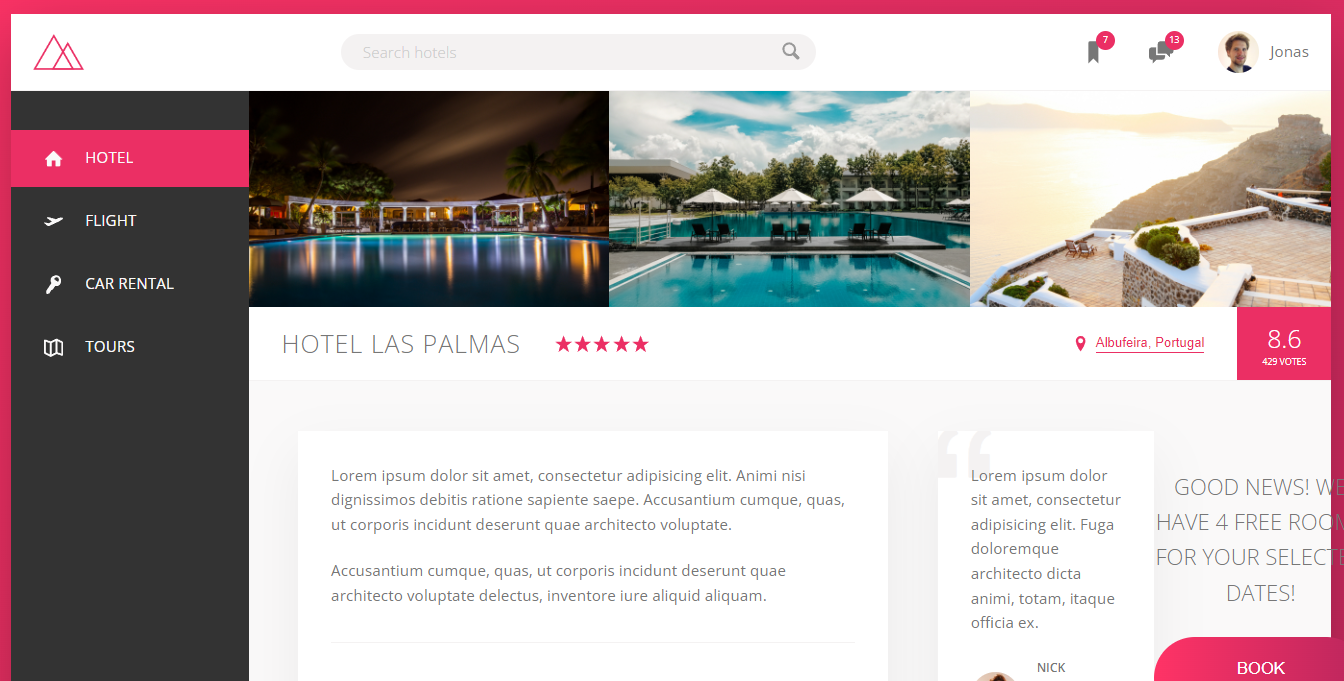 Search hotels
7
13
Jonas
HOTEL
FLIGHT
CAR RENTAL
TOURS
HOTEL LAS PALMAS
Albufeira, Portugal
8.6
429 VOTES
Lorem ipsum dolor sit amet, consectetur adipisicing elit. Animi nisi
dignissimos debitis ratione sapiente saepe. Accusantium cumque, quas,
ut corporis incidunt deserunt quae architecto voluptate.
Accusantium cumque, quas, ut corporis incidunt deserunt quae
architecto voluptate delectus, inventore iure aliquid aliquam.
“
Lorem ipsum dolor
sit amet, consectetur
adipisicing elit. Fuga
doloremque
architecto dicta
animi, totam, itaque
officia ex.
NICK
GOOD NEWS! WE
HAVE 4 FREE ROOM
FOR YOUR SELECTE
DATES!
BOOK